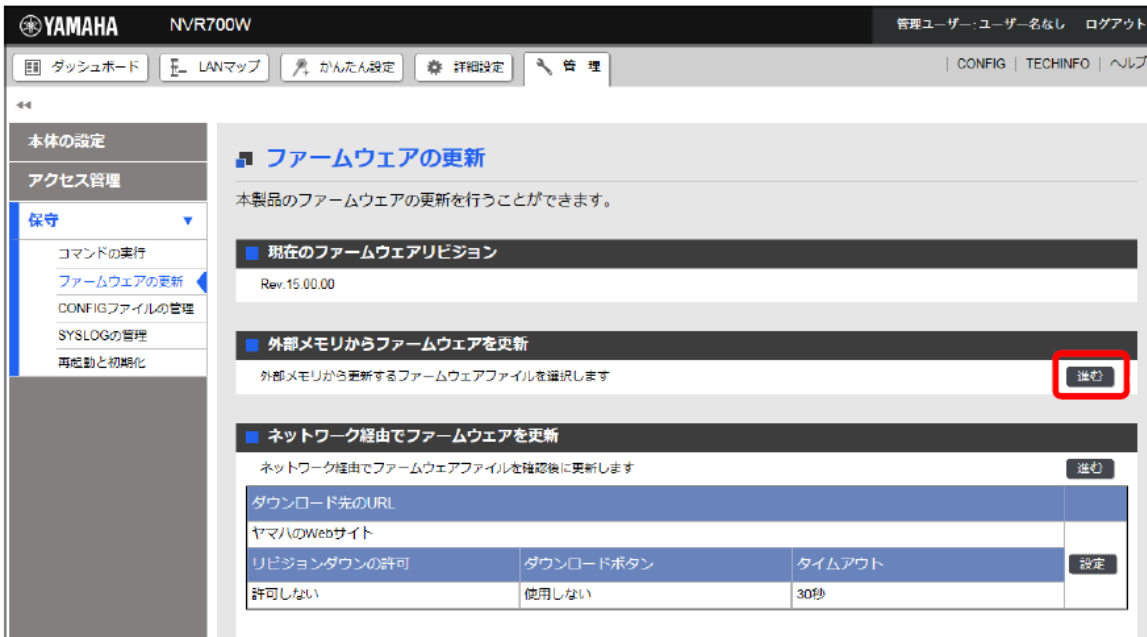 YAMAHA NVR700W 管理ユーザー:ユーザー名なし ログアウト
ダッシュボード LANマップ かんたん設定 詳細設定 管理 | CONFIG | TECHINFO | ヘルプ
本体の設定
アクセス管理
保守
コマンドの実行
ファームウェアの更新
CONFIGファイルの管理
SYSLOGの管理
再起動と初期化
ファームウェアの更新
本製品のファームウェアの更新を行うことができます。
現在のファームウェアリビジョン
Rev.15.00.00
外部メモリからファームウェアを更新
外部メモリから更新するファームウェアファイルを選択します 進む
ネットワーク経由でファームウェアを更新
ネットワーク経由でファームウェアファイルを確認後に更新します 進む
ダウンロード先のURL
ヤマハのWebサイト
リビジョンダウンの許可 ダウンロードボタン タイムアウト 設定
許可しない 使用しない 30秒